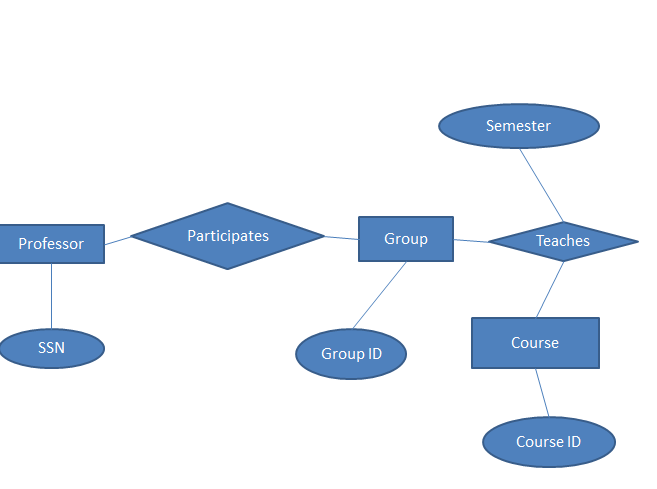 Semester
Participates
Professor
Group
Teaches
SSN
Group ID
Course
Course ID